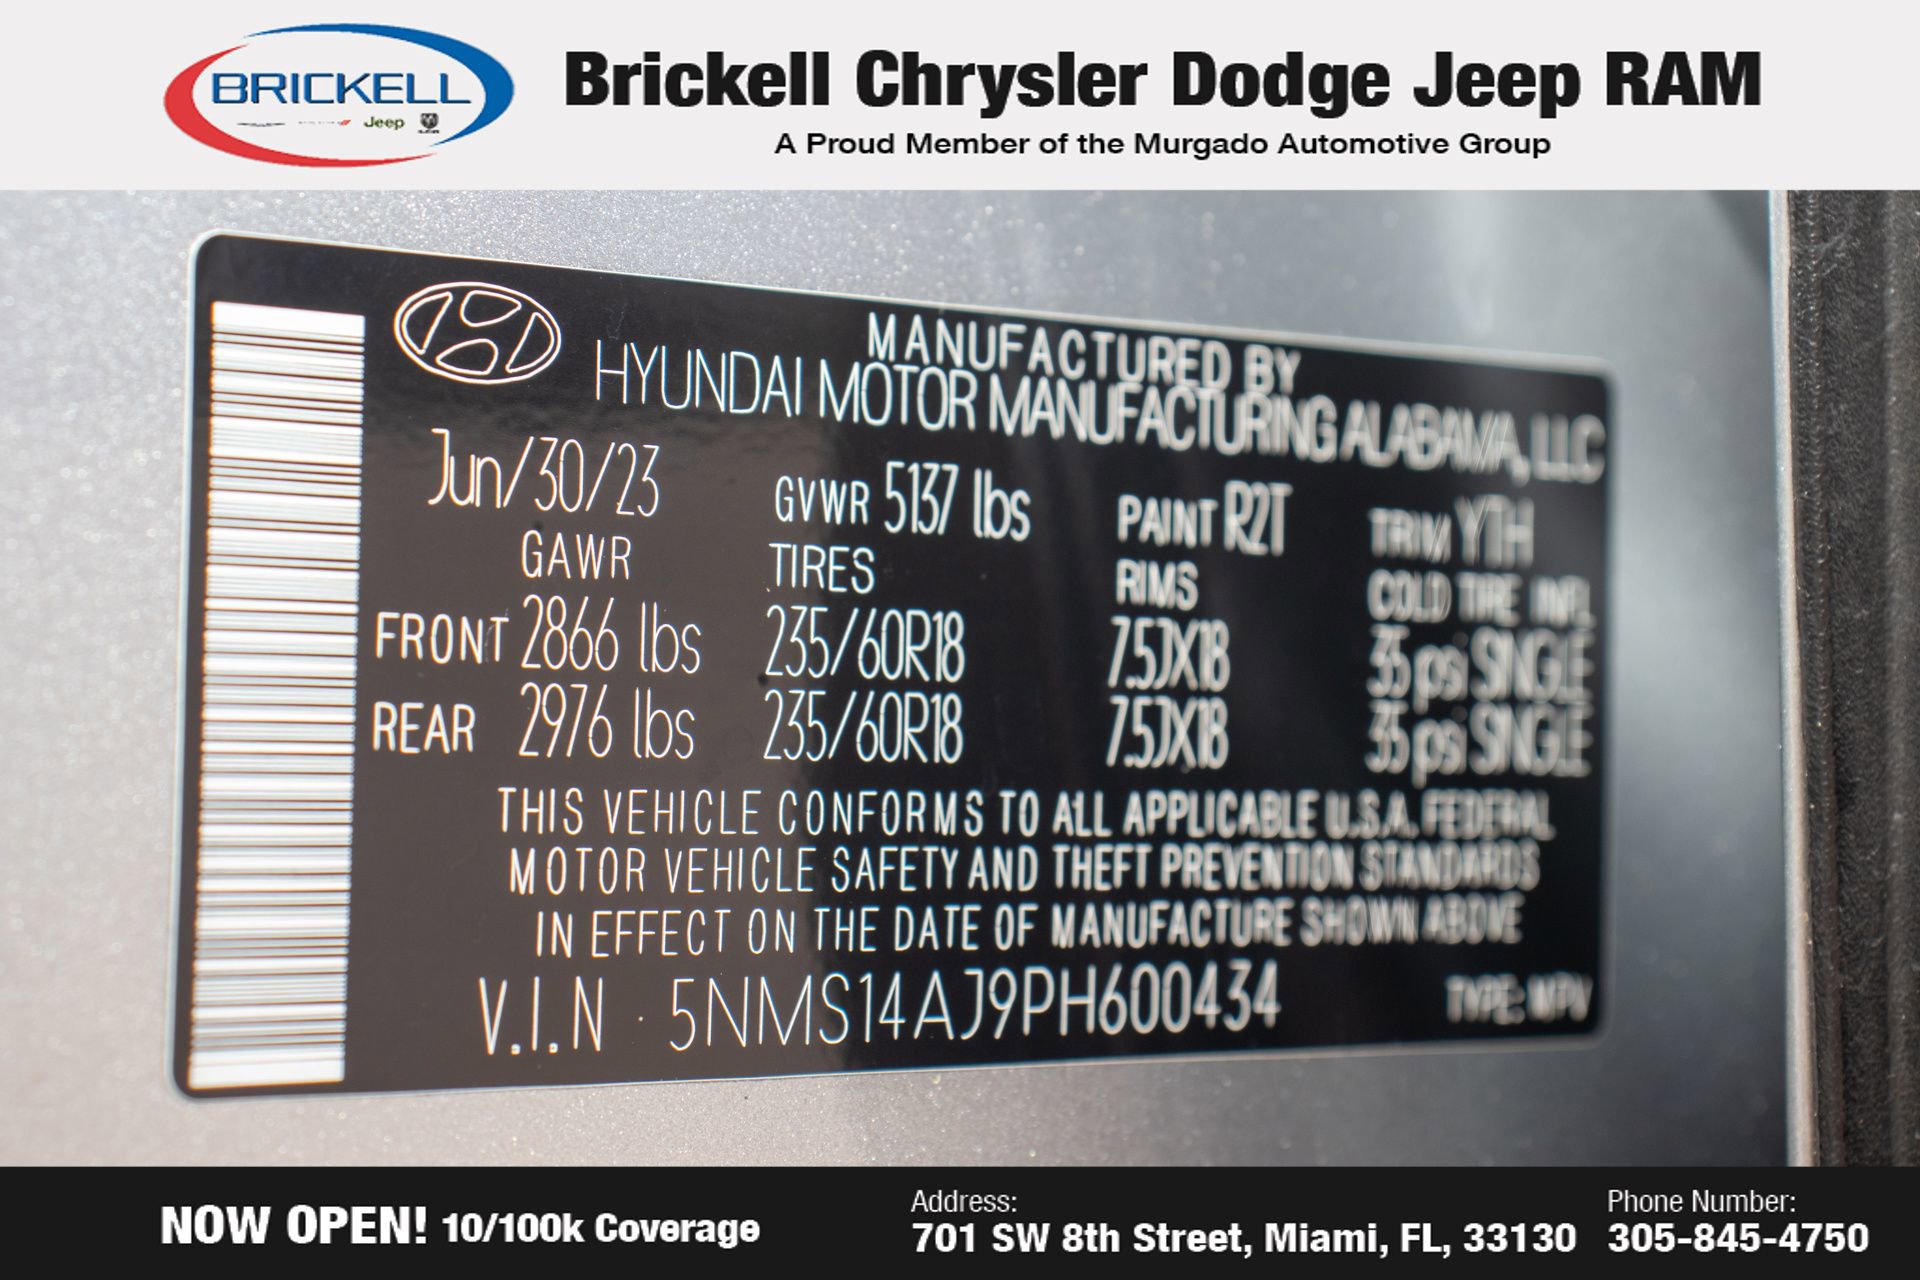 BRICKELL
Jeep
Brickell Chrysler Dodge Jeep RAM
A Proud Member of the Murgado Automotive Group
MANUFACTURED BY
HYUNDAI MOTOR MANUFACTURING ALABAMA, LLC
Jun/30/23 GVWR 5137 lbs PAINT R2T TRIM YTH
GAWR TIRES RIMS COLD TIRE INFL.
FRONT 2866 lbs 235/60R18 7.5JX18 35 psi SINGLE
REAR 2976 lbs 235/60R18 7.5JX18 35 psi SINGLE
THIS VEHICLE CONFORMS TO ALL APPLICABLE U.S.A. FEDERAL
MOTOR VEHICLE SAFETY AND THEFT PREVENTION STANDARDS
IN EFFECT ON THE DATE OF MANUFACTURE SHOWN ABOVE
V.I.N 5NMS14AJ9PH600434 TYPE: MPV
NOW OPEN! 10/100k Coverage
Address:
701 SW 8th Street, Miami, FL, 33130
Phone Number:
305-845-4750